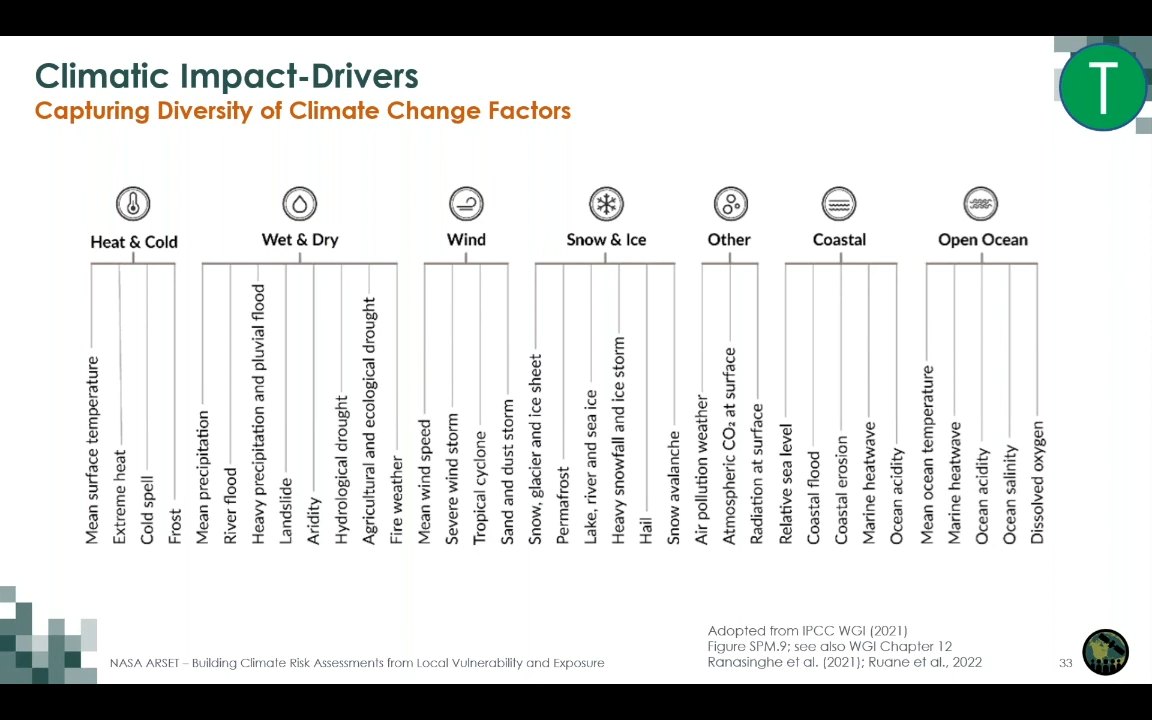 Climatic Impact-Drivers
Capturing Diversity of Climate Change Factors
T
Heat & Cold
Wet & Dry
Wind
Snow & Ice
Other
Coastal
Open Ocean
Mean surface temperature
Extreme heat
Cold spell
Frost
Mean precipitation
River flood
Heavy precipitation and pluvial flood
Landslide
Aridity
Hydrological drought
Agricultural and ecological drought
Fire weather
Mean wind speed
Severe wind storm
Tropical cyclone
Sand and dust storm
Snow, glacier and ice sheet
Permafrost
Lake, river and sea ice
Heavy snowfall and ice storm
Hail
Snow avalanche
Air pollution weather
Atmospheric CO₂ at surface
Radiation at surface
Relative sea level
Coastal flood
Coastal erosion
Marine heatwave
Ocean acidity
Mean ocean temperature
Marine heatwave
Ocean acidity
Ocean salinity
Dissolved oxygen
Adopted from IPCC WGI (2021)
Figure SPM.9; see also WGI Chapter 12
Ranasinghe et al. (2021); Ruane et al., 2022
NASA ARSET – Building Climate Risk Assessments from Local Vulnerability and Exposure
33